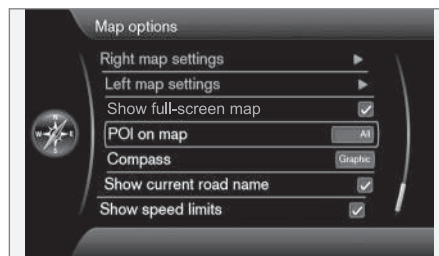 Map options
Right map settings
Left map settings
Show full-screen map
POI on map All
Compass Graphic
Show current road name
Show speed limits
N
W E
S